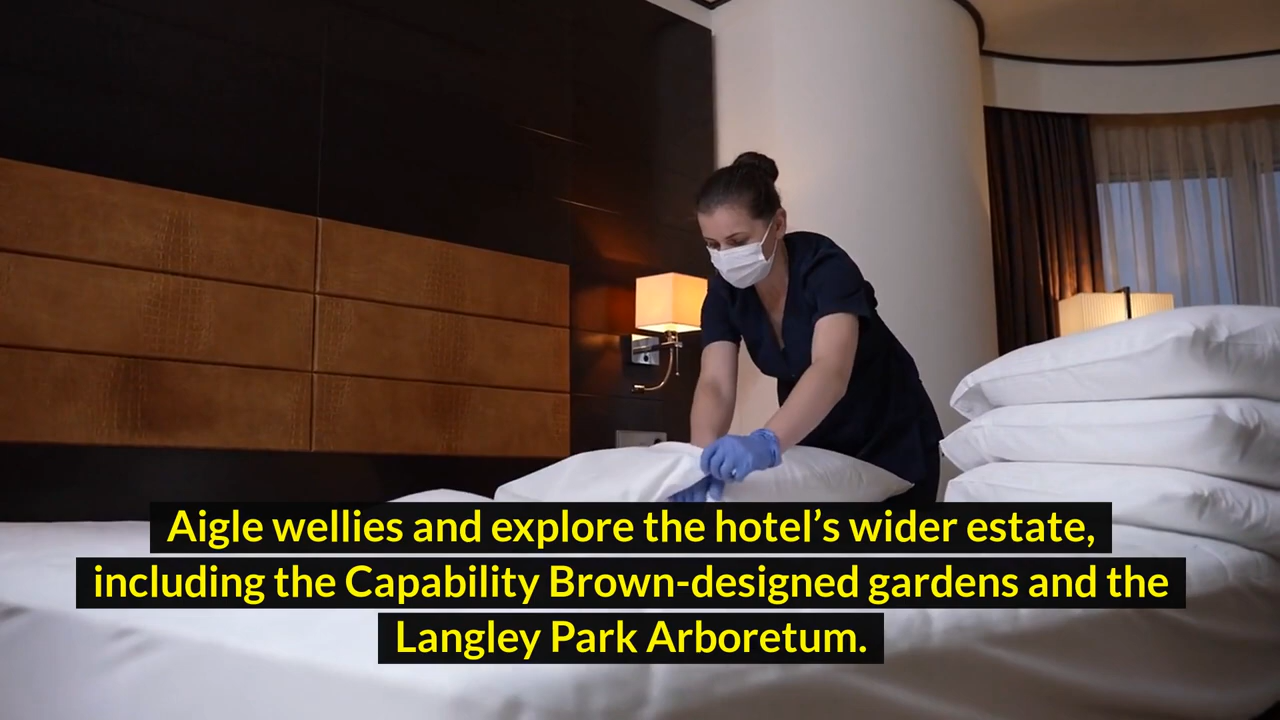 Aigle wellies and explore the hotel’s wider estate,
including the Capability Brown-designed gardens and the
Langley Park Arboretum.